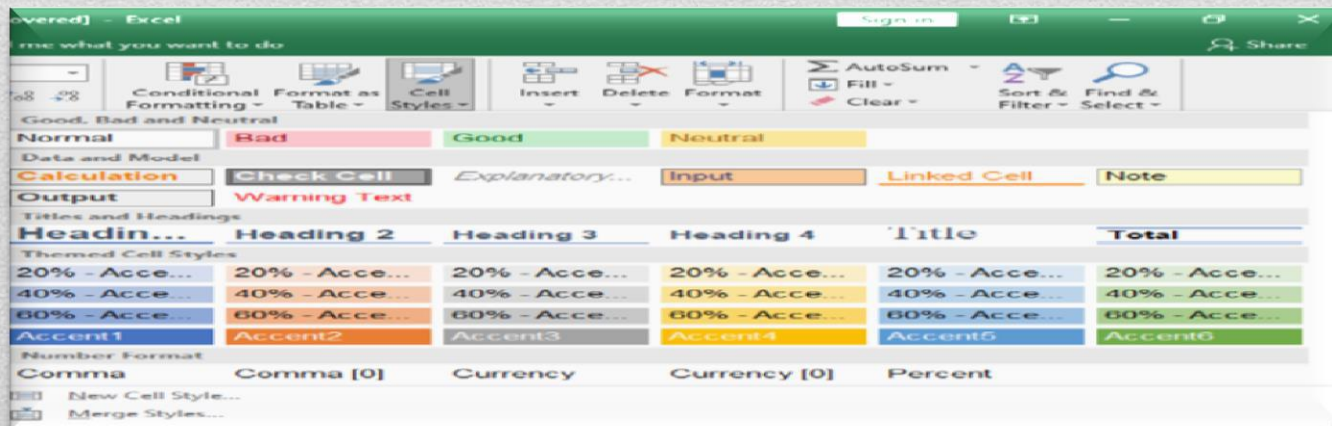 overed] - Excel Sign in
me what you want to do Share
Conditional Formatting Format as Table Cell Styles Insert Delete Format AutoSum Fill Clear Sort & Filter Find & Select
Good, Bad and Neutral
Normal Bad Good Neutral
Data and Model
Calculation Check Cell Explanatory... Input Linked Cell Note
Output Warning Text
Titles and Headings
Headin... Heading 2 Heading 3 Heading 4 Title Total
Themed Cell Styles
20% - Acce... 20% - Acce... 20% - Acce... 20% - Acce... 20% - Acce... 20% - Acce...
40% - Acce... 40% - Acce... 40% - Acce... 40% - Acce... 40% - Acce... 40% - Acce...
60% - Acce... 60% - Acce... 60% - Acce... 60% - Acce... 60% - Acce... 60% - Acce...
Accent1 Accent2 Accent3 Accent4 Accent5 Accent6
Number Format
Comma Comma [0] Currency Currency [0] Percent
New Cell Style...
Merge Styles...